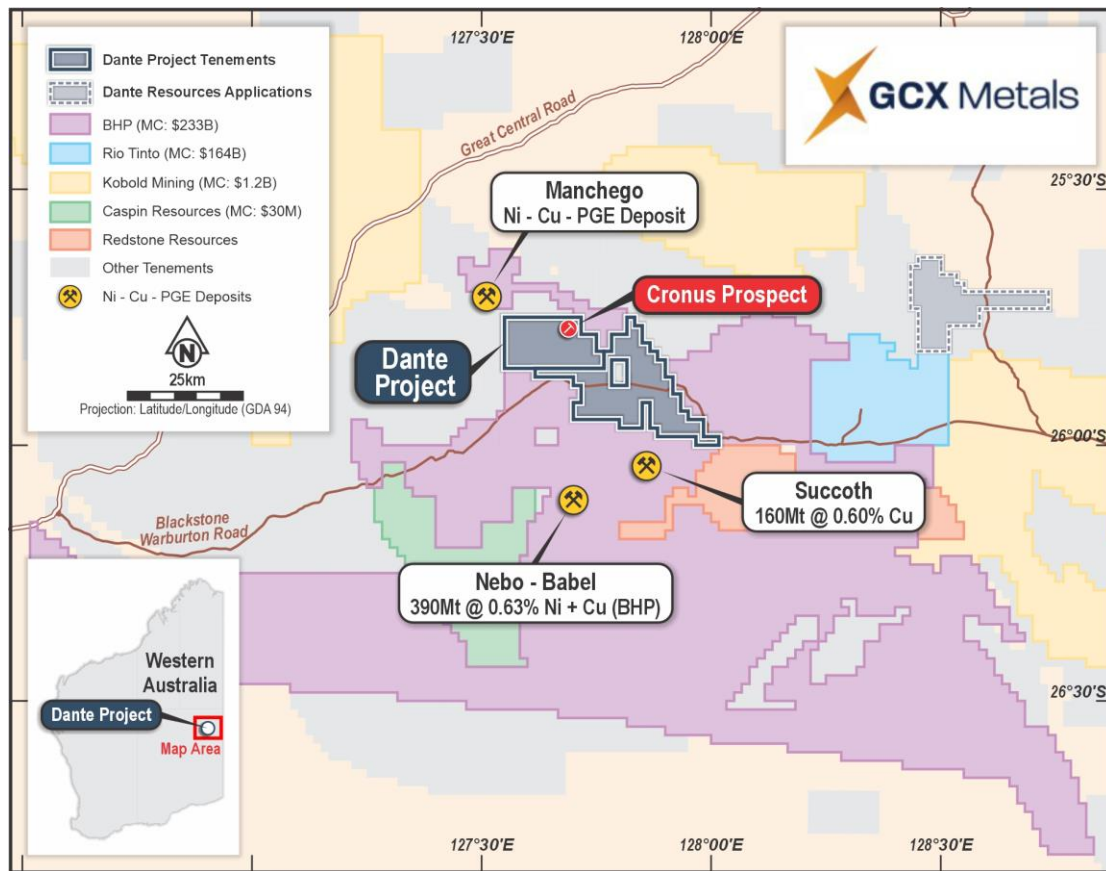 127°30'E
128°00'E
Dante Project Tenements
Dante Resources Applications
BHP (MC: $233B)
Rio Tinto (MC: $164B)
Kobold Mining (MC: $1.2B)
Caspin Resources (MC: $30M)
Redstone Resources
Other Tenements
Ni - Cu - PGE Deposits
N
25km
Projection: Latitude/Longitude (GDA 94)
GCX Metals
Great Central Road
25°30'S
Manchego
Ni - Cu - PGE Deposit
Cronus Prospect
Dante
Project
26°00'S
Succoth
160Mt @ 0.60% Cu
Blackstone
Warburton Road
Nebo - Babel
390Mt @ 0.63% Ni + Cu (BHP)
Western
Australia
Dante Project
Map Area
26°30'S
127°30'E
128°00'E
128°30'E